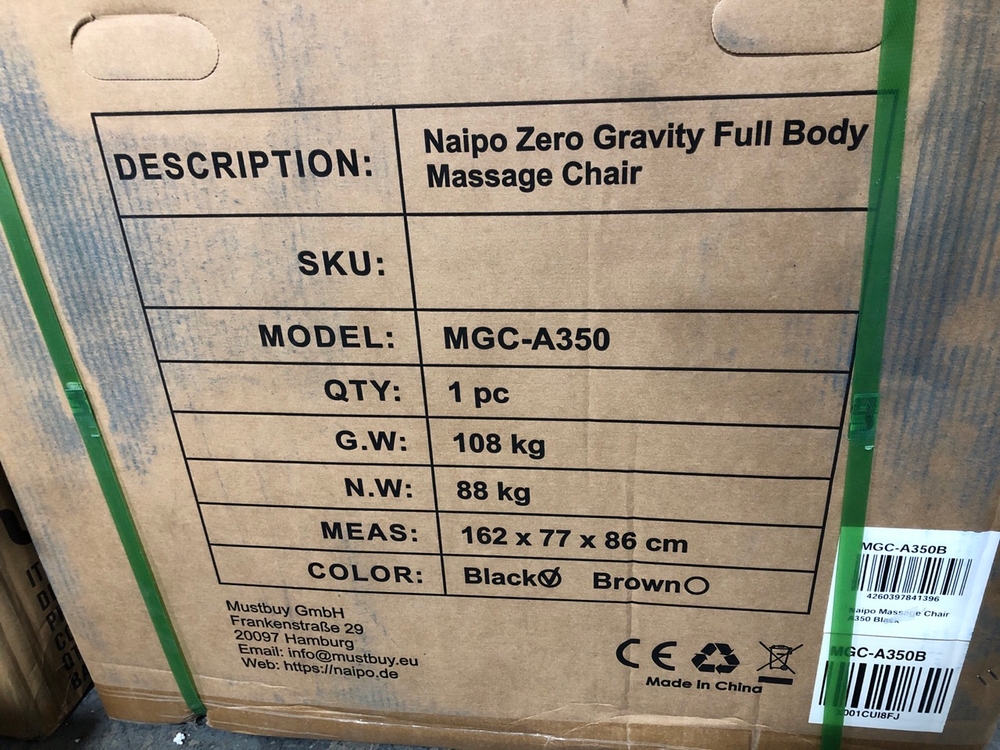 DESCRIPTION: Naipo Zero Gravity Full Body
Massage Chair
SKU:
MODEL: MGC-A350
QTY: 1 pc
G.W: 108 kg
N.W: 88 kg
MEAS: 162 x 77 x 86 cm
COLOR: Black Brown
Mustbuy GmbH
Frankenstraße 29
20097 Hamburg
Email: info@mustbuy.eu
Web: https://naipo.de
CE
Made In China
MGC-A350B
4260397841396
Naipo Massage Chair
A350 Black
MGC-A350B